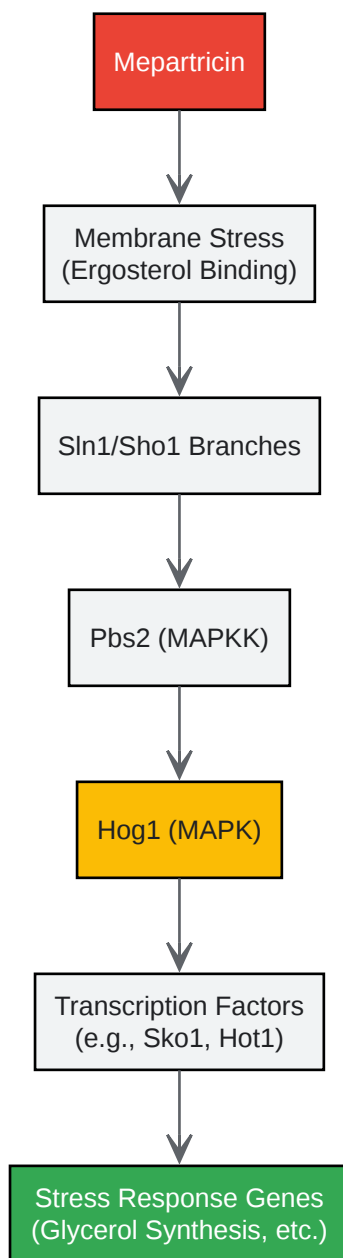 Mepartricin
Membrane Stress
(Ergosterol Binding)
Sln1/Sho1 Branches
Pbs2 (MAPKK)
Hog1 (MAPK)
Transcription Factors
(e.g., Sko1, Hot1)
Stress Response Genes
(Glycerol Synthesis, etc.)